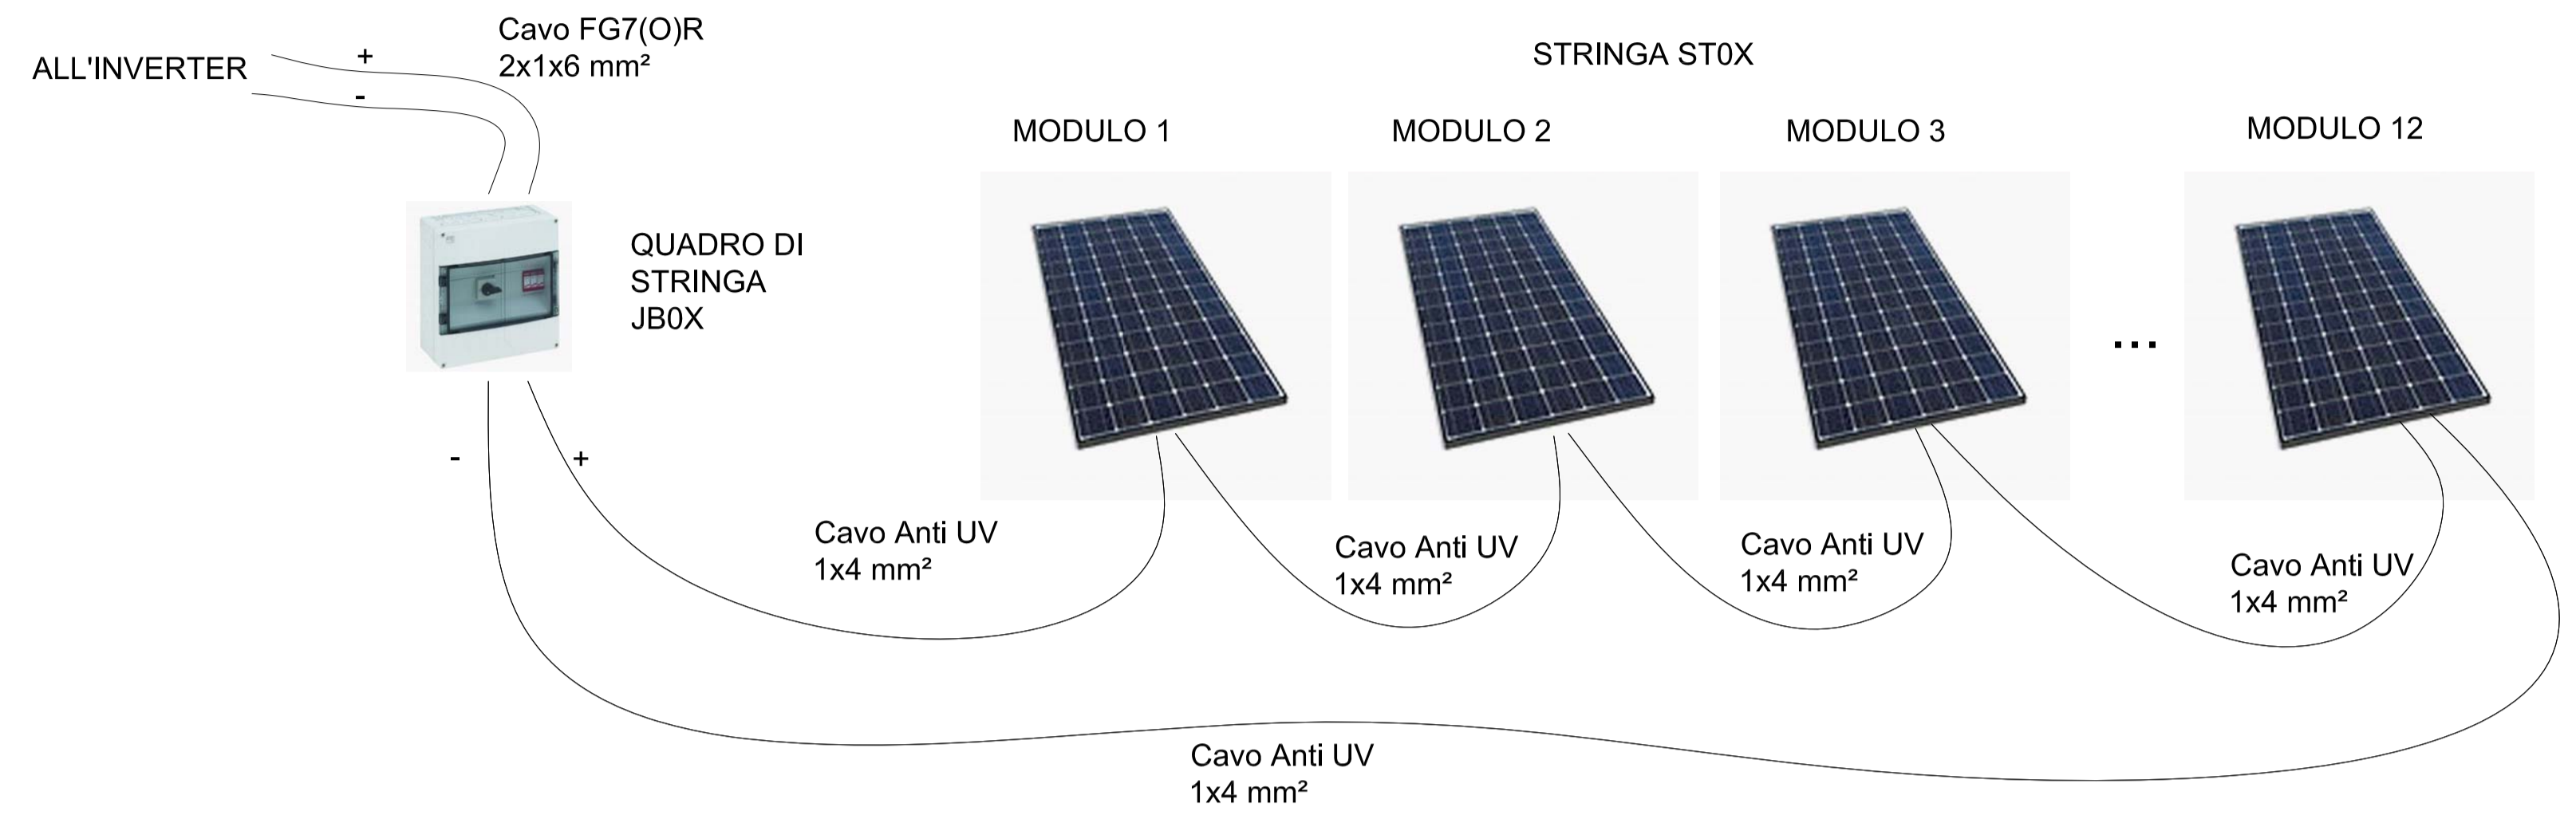 ALL'INVERTER
+
-
Cavo FG7(O)R
2x1x6 mm²
STRINGA ST0X
MODULO 1
MODULO 2
MODULO 3
MODULO 12
QUADRO DI
STRINGA
JB0X
...
-
+
Cavo Anti UV
1x4 mm²
Cavo Anti UV
1x4 mm²
Cavo Anti UV
1x4 mm²
Cavo Anti UV
1x4 mm²
Cavo Anti UV
1x4 mm²